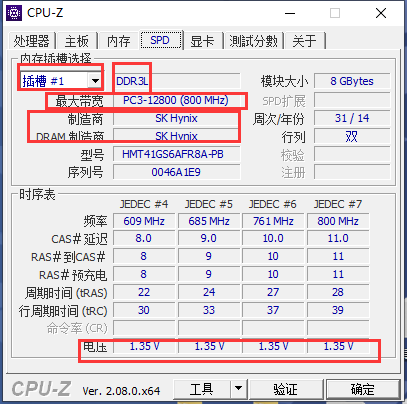 CPU-Z
处理器 主板 内存 SPD 显卡 測試分數 关于
内存插槽选择
插槽 #1 DDR3L 模块大小 8 GBytes
最大带宽 PC3-12800 (800 MHz) SPD扩展
制造商 SK Hynix 周次/年份 31 / 14
DRAM 制造商 SK Hynix 行列 双
型号 HMT41GS6AFR8A-PB 校验
序列号 0046A1E9 注册
时序表
JEDEC #4 JEDEC #5 JEDEC #6 JEDEC #7
频率 609 MHz 685 MHz 761 MHz 800 MHz
CAS# 延迟 8.0 9.0 10.0 11.0
RAS# 到CAS# 8 9 10 11
RAS# 预充电 8 9 10 11
周期时间 (tRAS) 22 24 27 28
行周期时间 (tRC) 30 33 37 39
命令率 (CR)
电压 1.35 V 1.35 V 1.35 V 1.35 V
CPU-Z Ver. 2.08.0.x64 工具 验证 确定